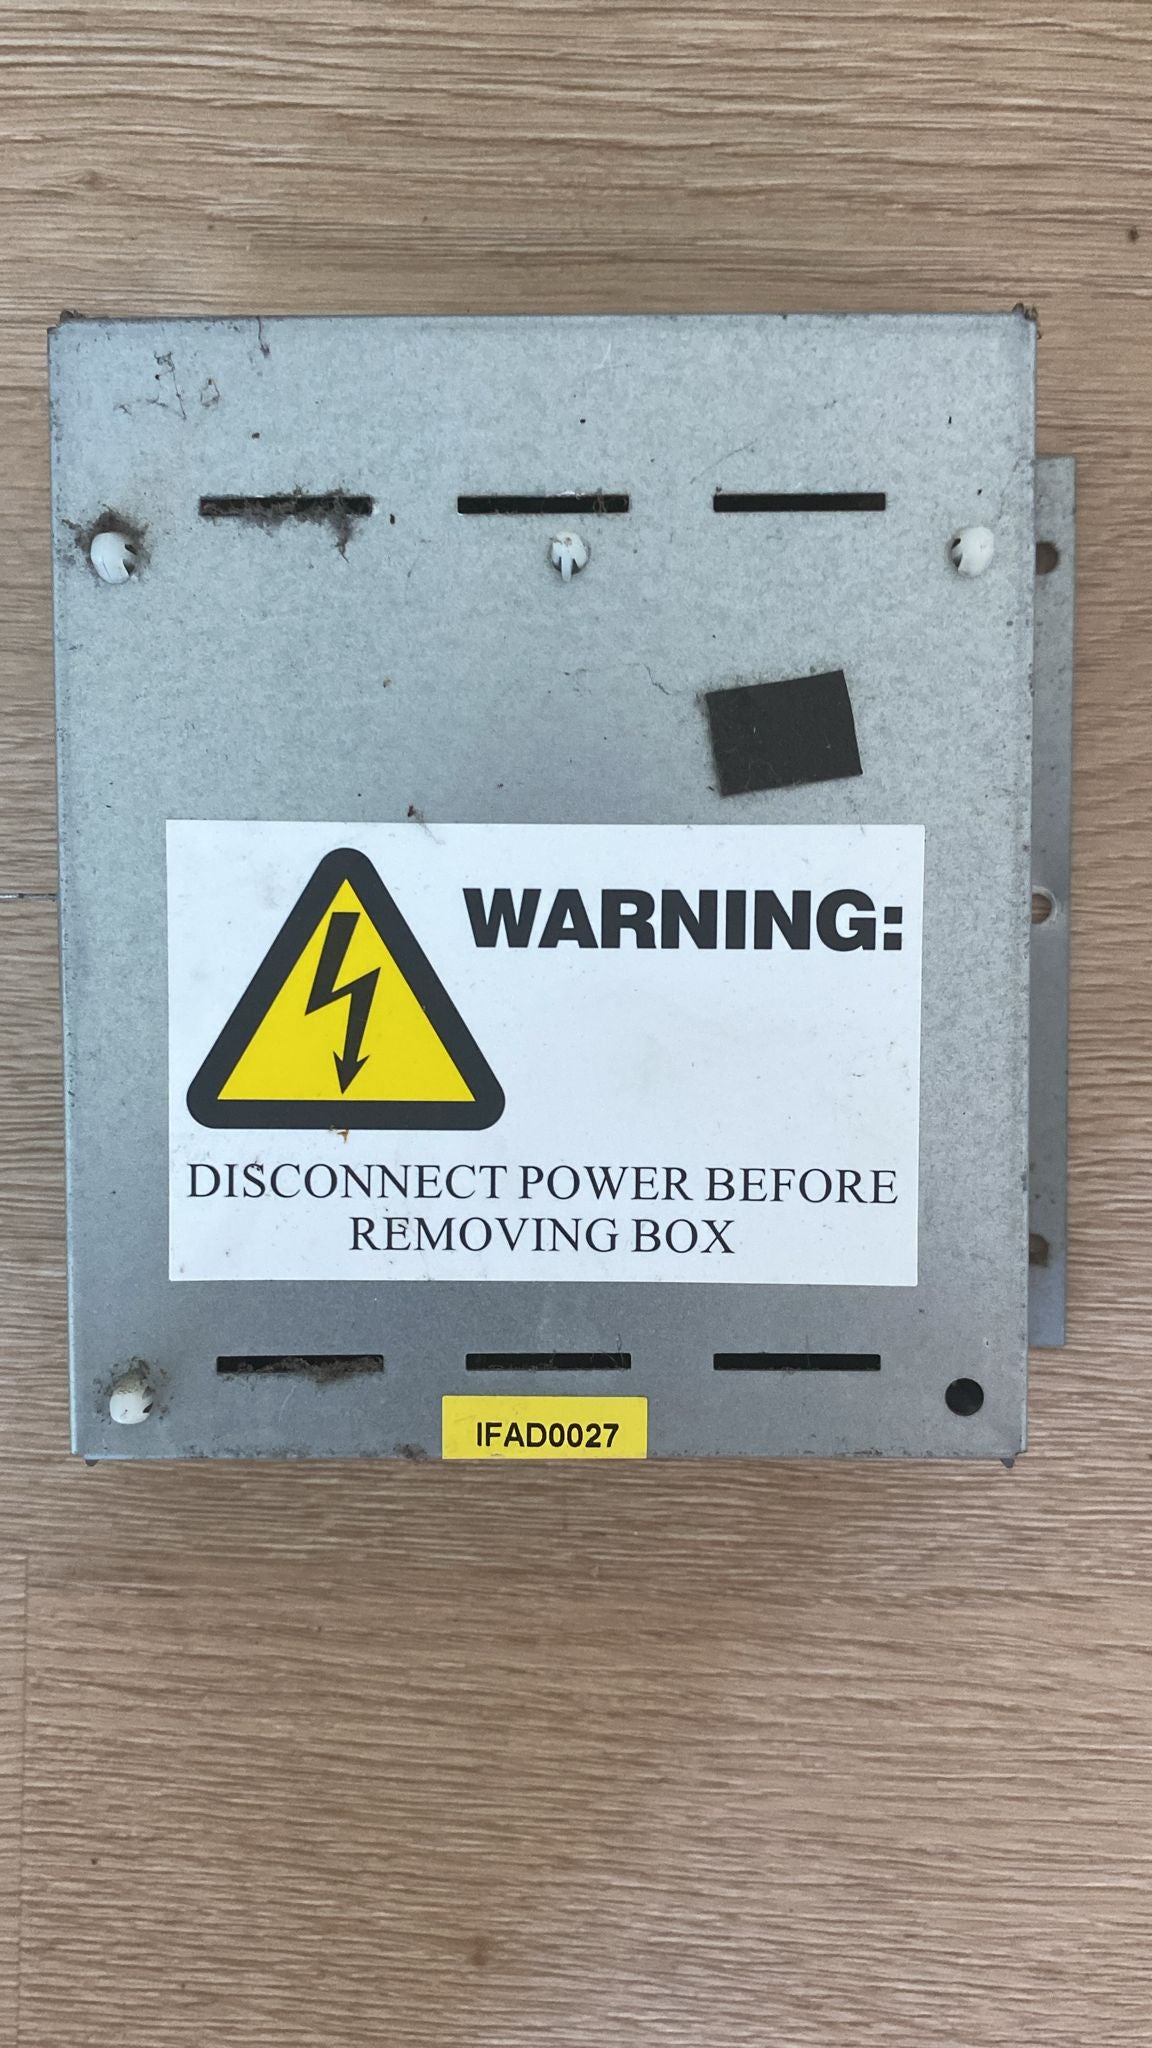 WARNING:
DISCONNECT POWER BEFORE
REMOVING BOX
IFAD0027